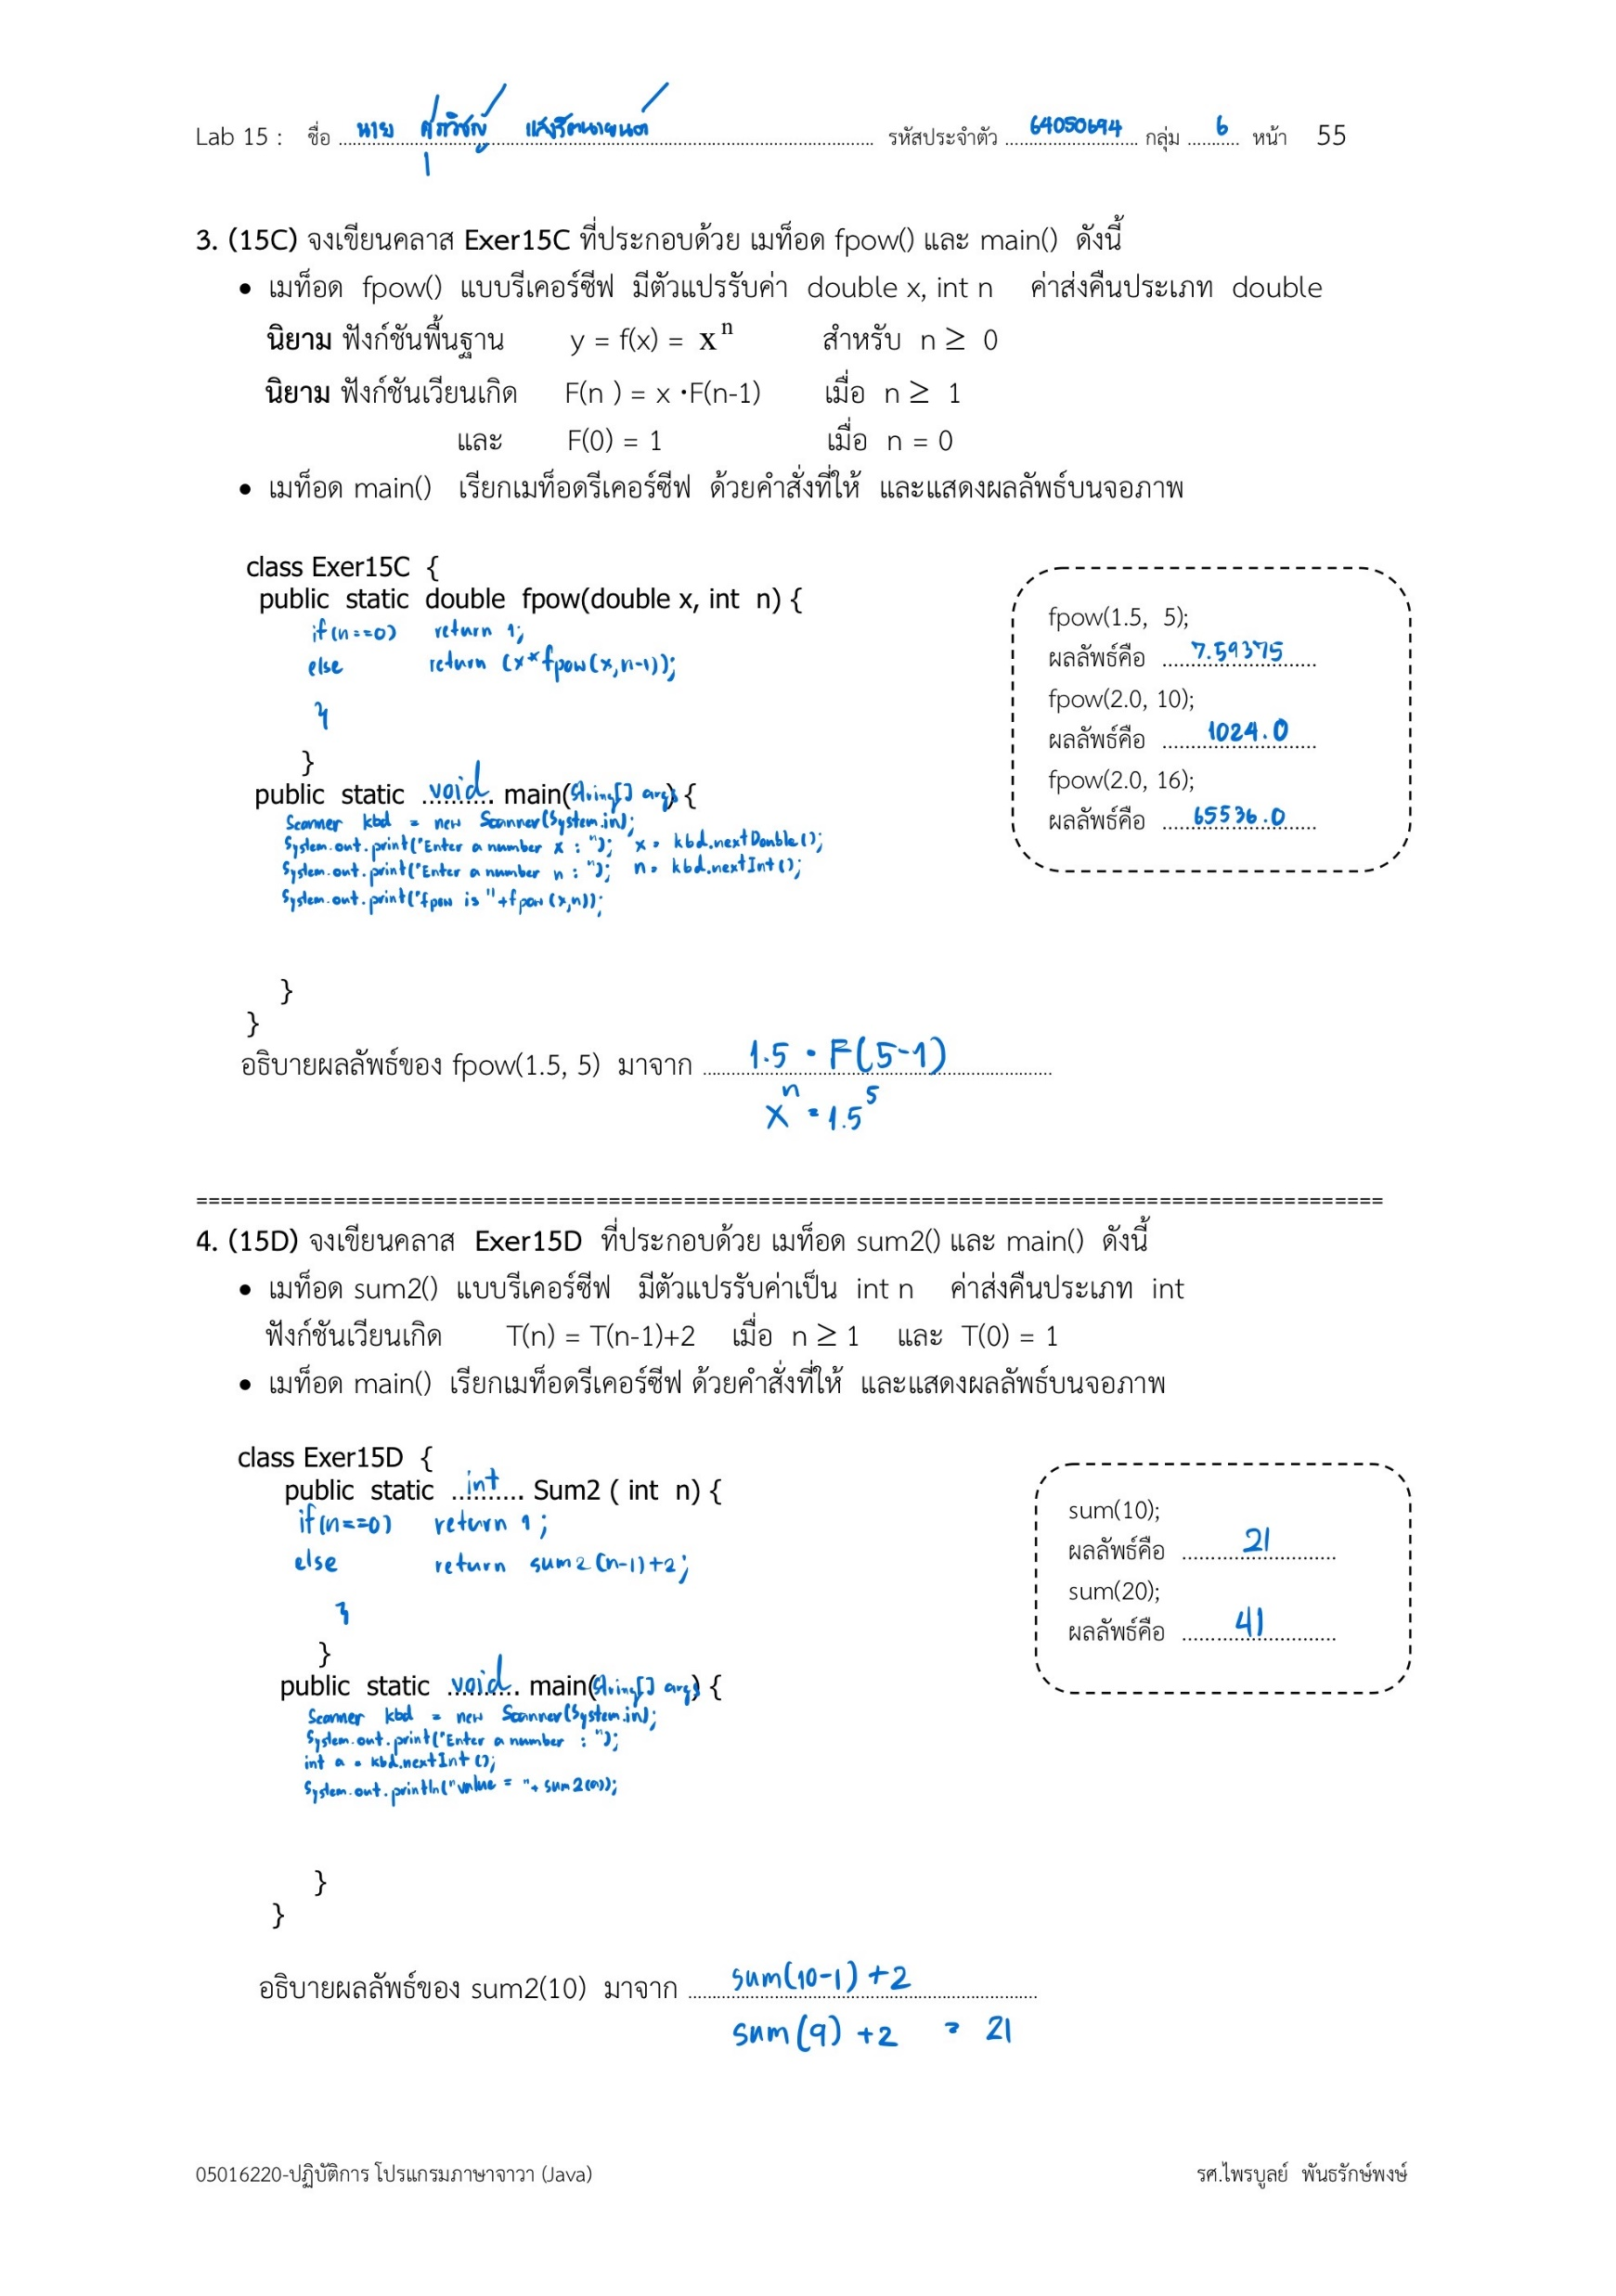 Lab 15 : ชื่อ นาย ศุภวิชญ์ แสงรัตนายนต์ รหัสประจำตัว 64050694 กลุ่ม 6 หน้า 55
3. (15C) จงเขียนคลาส Exer15C ที่ประกอบด้วย เมท็อด fpow() และ main() ดังนี้
• เมท็อด fpow() แบบรีเคอร์ซีฟ มีตัวแปรรับค่า double x, int n ค่าส่งคืนประเภท double
นิยาม ฟังก์ชันพื้นฐาน y = f(x) = xⁿ สำหรับ n ≥ 0
นิยาม ฟังก์ชันเวียนเกิด F(n ) = x ·F(n-1) เมื่อ n ≥ 1
และ F(0) = 1 เมื่อ n = 0
• เมท็อด main() เรียกเมท็อดรีเคอร์ซีฟ ด้วยคำสั่งที่ให้ และแสดงผลลัพธ์บนจอภาพ
class Exer15C {
public static double fpow(double x, int n) {
if(n==0) return 1;
else return (x*fpow(x,n-1));
}
}
public static void main(String[] args) {
Scanner kbd = new Scanner(System.in);
System.out.print("Enter a number x : "); x = kbd.nextDouble();
System.out.print("Enter a number n : "); n = kbd.nextInt();
System.out.print("fpow is "+fpow(x,n));
}
}
fpow(1.5, 5);
ผลลัพธ์คือ 7.59375
fpow(2.0, 10);
ผลลัพธ์คือ 1024.0
fpow(2.0, 16);
ผลลัพธ์คือ 65536.0
อธิบายผลลัพธ์ของ fpow(1.5, 5) มาจาก 1.5 · F(5-1)
xⁿ = 1.5⁵
===============================================================================================
4. (15D) จงเขียนคลาส Exer15D ที่ประกอบด้วย เมท็อด sum2() และ main() ดังนี้
• เมท็อด sum2() แบบรีเคอร์ซีฟ มีตัวแปรรับค่าเป็น int n ค่าส่งคืนประเภท int
ฟังก์ชันเวียนเกิด T(n) = T(n-1)+2 เมื่อ n ≥ 1 และ T(0) = 1
• เมท็อด main() เรียกเมท็อดรีเคอร์ซีฟ ด้วยคำสั่งที่ให้ และแสดงผลลัพธ์บนจอภาพ
class Exer15D {
public static int Sum2 ( int n) {
if(n==0) return 1;
else return sum2(n-1)+2;
}
}
public static void main(String[] args) {
Scanner kbd = new Scanner(System.in);
System.out.print("Enter a number : ");
int a = kbd.nextInt();
System.out.println("value = "+ sum2(a));
}
}
sum(10);
ผลลัพธ์คือ 21
sum(20);
ผลลัพธ์คือ 41
อธิบายผลลัพธ์ของ sum2(10) มาจาก sum(10-1) +2
sum(9) +2 = 21
05016220-ปฏิบัติการ โปรแกรมภาษาจาวา (Java) รศ.ไพรบูลย์ พันธรักษ์พงษ์